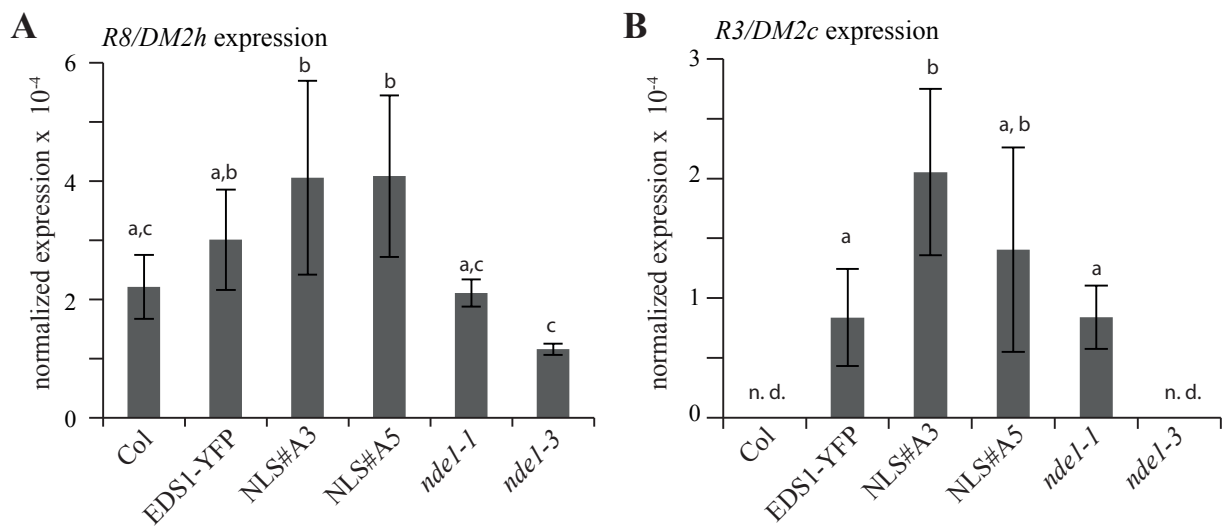 A
R8/DM2h expression
normalized expression x 10-4
6
4
2
0
a,c
a,b
b
b
a,c
c
Col
EDS1-YFP
NLS#A3
NLS#A5
nde1-1
nde1-3
B
R3/DM2c expression
normalized expression x 10-4
3
2
1
0
n. d.
a
b
a, b
a
n. d.
Col
EDS1-YFP
NLS#A3
NLS#A5
nde1-1
nde1-3